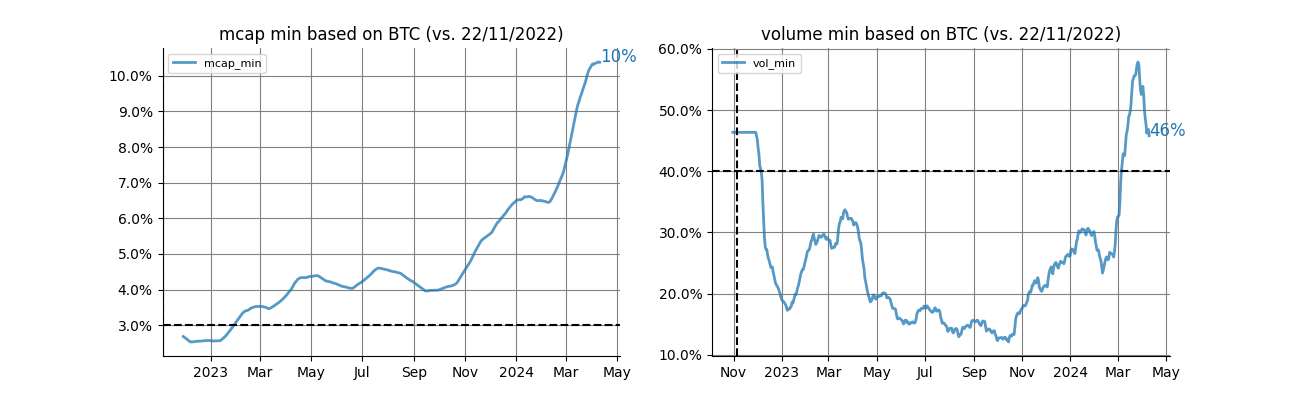 mcap min based on BTC (vs. 22/11/2022)
mcap_min
10%
10.0%
9.0%
8.0%
7.0%
6.0%
5.0%
4.0%
3.0%
2023 Mar May Jul Sep Nov 2024 Mar May
volume min based on BTC (vs. 22/11/2022)
vol_min
46%
60.0%
50.0%
40.0%
30.0%
20.0%
10.0%
Nov 2023 Mar May Jul Sep Nov 2024 Mar May